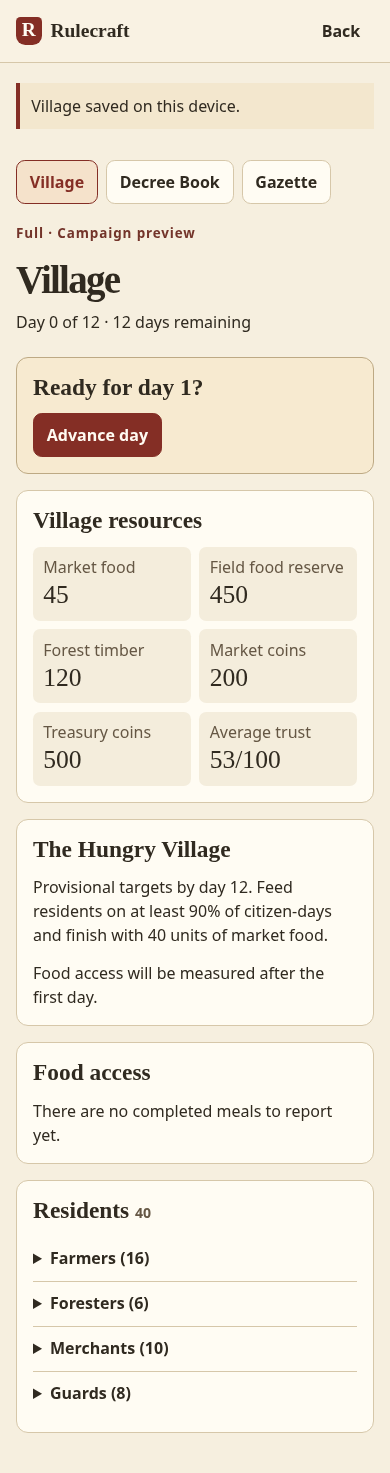 R Rulecraft
Back
Village saved on this device.
Village
Decree Book
Gazette
Full · Campaign preview
Village
Day 0 of 12 · 12 days remaining
Ready for day 1?
Advance day
Village resources
Market food
45
Field food reserve
450
Forest timber
120
Market coins
200
Treasury coins
500
Average trust
53/100
The Hungry Village
Provisional targets by day 12. Feed
residents on at least 90% of citizen-days
and finish with 40 units of market food.
Food access will be measured after the
first day.
Food access
There are no completed meals to report
yet.
Residents 40
Farmers (16)
Foresters (6)
Merchants (10)
Guards (8)